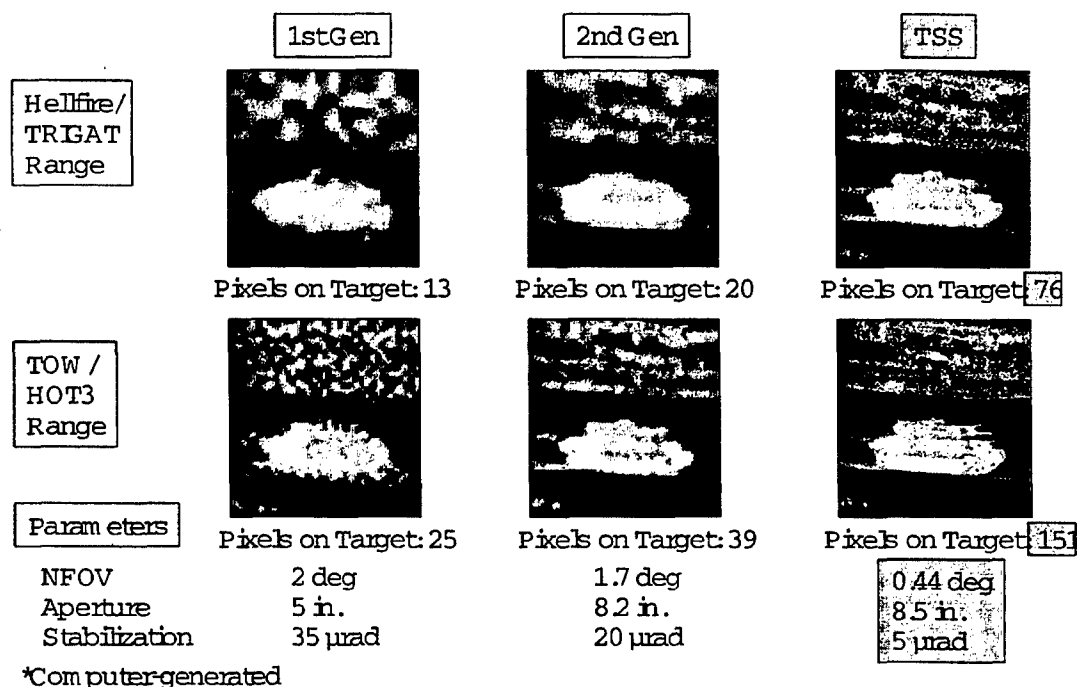 1stGen 2nd Gen TSS
Hellfire/
TRIGAT
Range
Pixels on Target: 13 Pixels on Target: 20 Pixels on Target: 76
TOW /
HOT3
Range
Pixels on Target: 25 Pixels on Target: 39 Pixels on Target: 151
Parameters
NFOV 2 deg 1.7 deg 0.44 deg
Aperture 5 in. 8.2 in. 8.5 in.
Stabilization 35 μrad 20 μrad 5 μrad
*Computer-generated